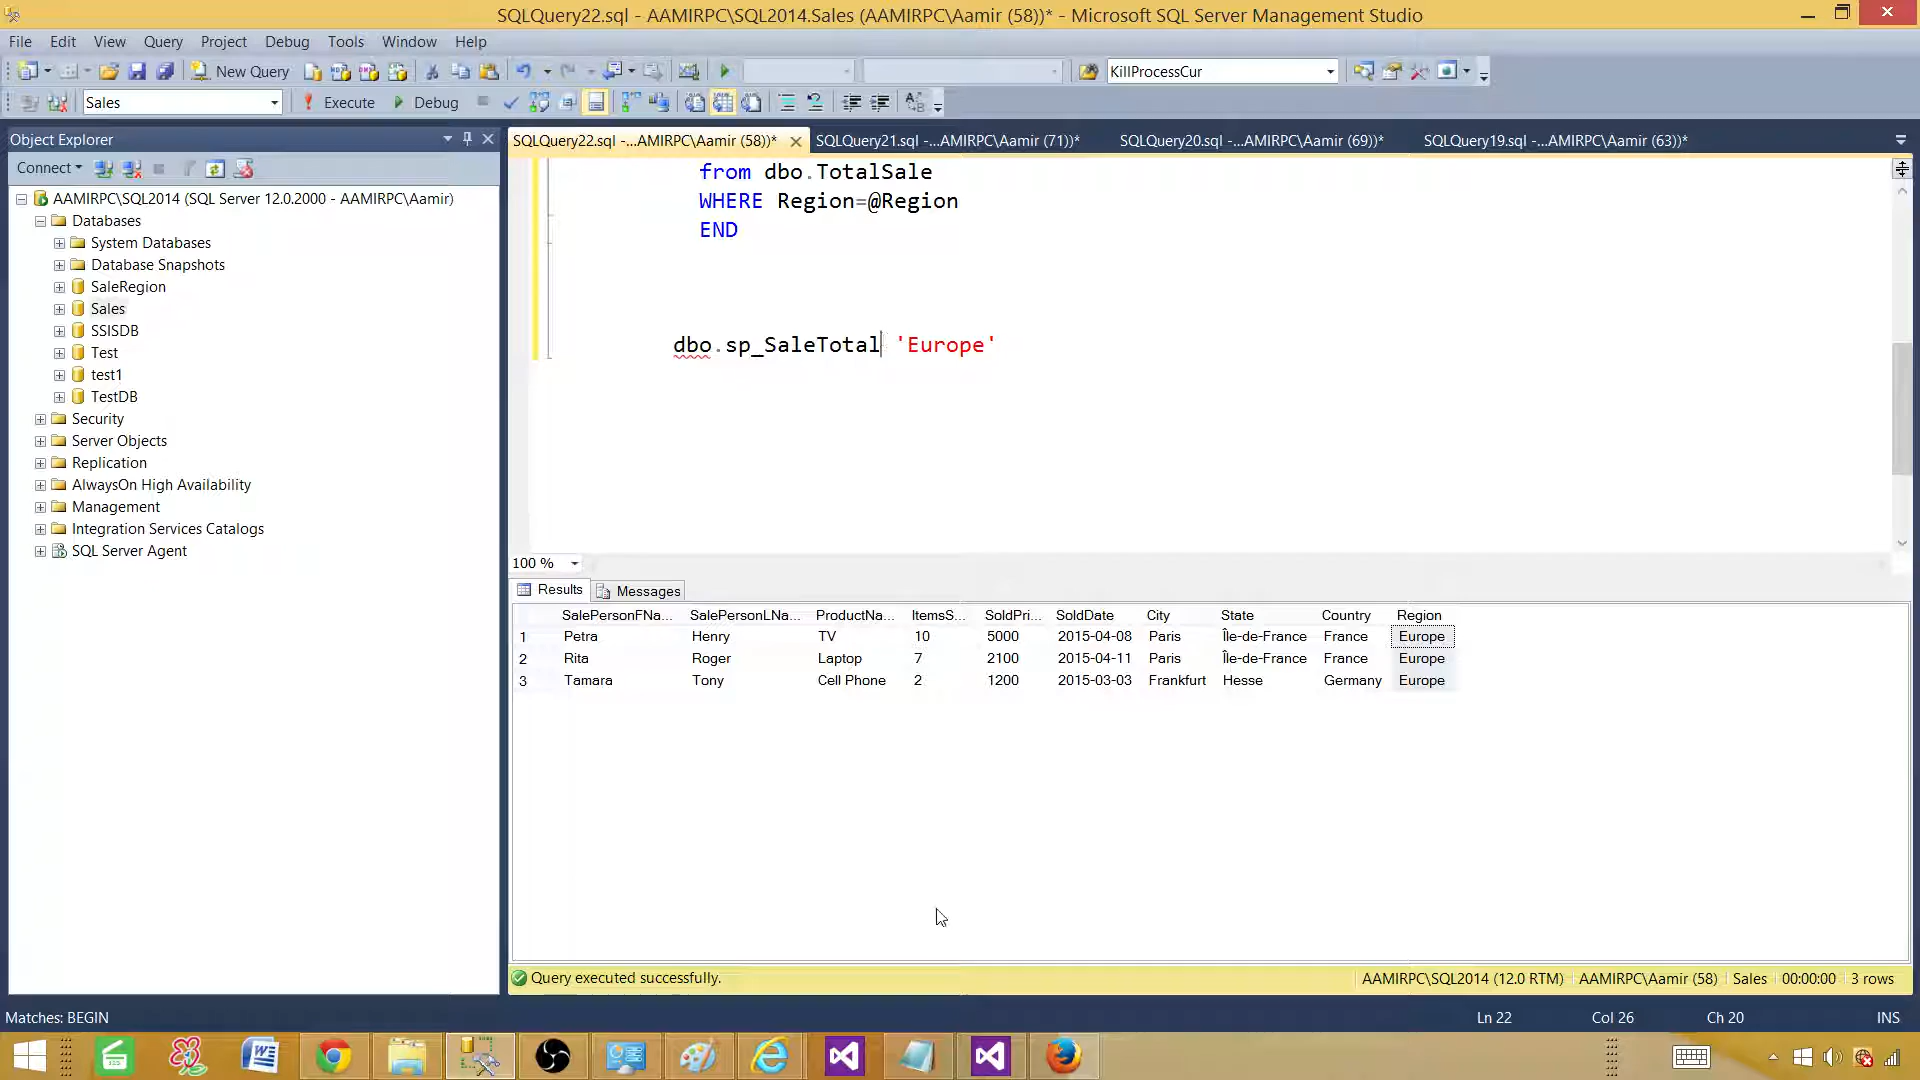 SQLQuery22.sql - AAMIRPC\SQL2014.Sales (AAMIRPC\Aamir (58))* - Microsoft SQL Server Management Studio
File Edit View Query Project Debug Tools Window Help
New Query KillProcessCur
Sales Execute Debug
Object Explorer
Connect
AAMIRPC\SQL2014 (SQL Server 12.0.2000 - AAMIRPC\Aamir)
Databases
System Databases
Database Snapshots
SaleRegion
Sales
SSISDB
Test
test1
TestDB
Security
Server Objects
Replication
AlwaysOn High Availability
Management
Integration Services Catalogs
SQL Server Agent
SQLQuery22.sql -...AMIRPC\Aamir (58))* SQLQuery21.sql -...AMIRPC\Aamir (71))* SQLQuery20.sql -...AMIRPC\Aamir (69))* SQLQuery19.sql -...AMIRPC\Aamir (63))*
from dbo.TotalSale
WHERE Region=@Region
END
dbo.sp_SaleTotal 'Europe'
100 %
Results Messages
SalePersonFNa... SalePersonLNa... ProductNa... ItemsS... SoldPri... SoldDate City State Country Region
1 Petra Henry TV 10 5000 2015-04-08 Paris Île-de-France France Europe
2 Rita Roger Laptop 7 2100 2015-04-11 Paris Île-de-France France Europe
3 Tamara Tony Cell Phone 2 1200 2015-03-03 Frankfurt Hesse Germany Europe
Query executed successfully. AAMIRPC\SQL2014 (12.0 RTM) AAMIRPC\Aamir (58) Sales 00:00:00 3 rows
Matches: BEGIN Ln 22 Col 26 Ch 20 INS